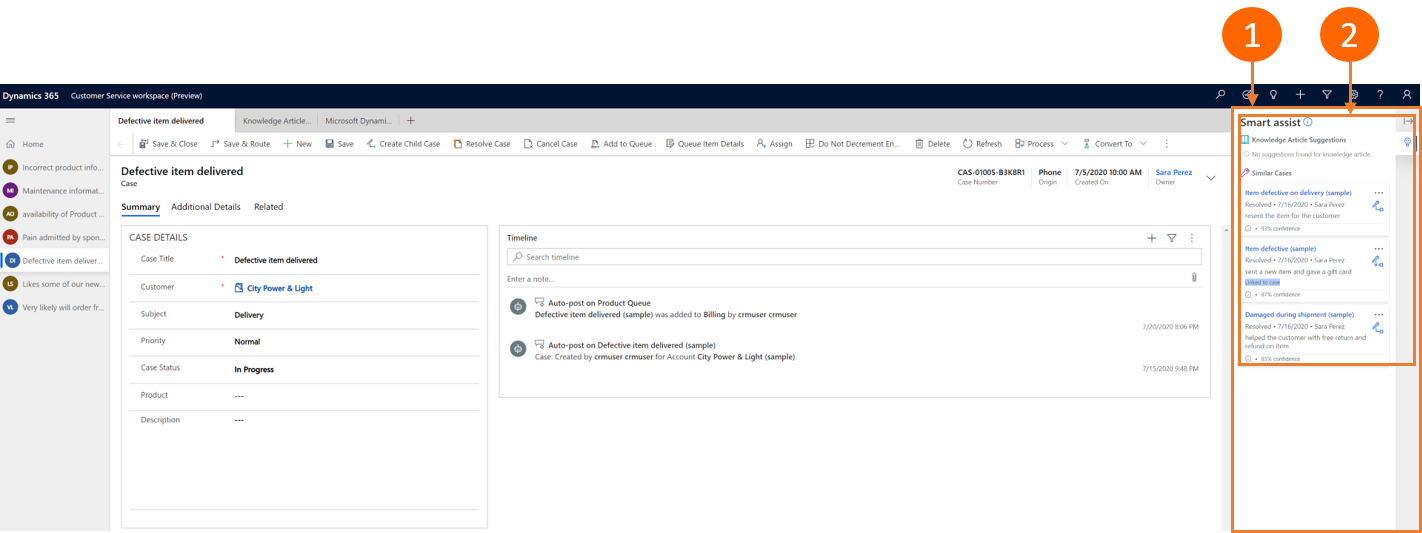 1 2
Dynamics 365 Customer Service workspace (Preview)
Defective item delivered Knowledge Article... Microsoft Dynami...
Home
IP Incorrect product info...
MI Maintenance informat...
AO availability of Product ...
PA Pain admitted by spon...
DI Defective item deliver...
LS Likes some of our new...
VL Very likely will order fr...
Save & Close Save & Route New Save Create Child Case Resolve Case Cancel Case Add to Queue Queue Item Details Assign Do Not Decrement En... Delete Refresh Process Convert To
Defective item delivered
Case
CAS-01005-B3K8R1 Phone 7/5/2020 10:00 AM Sara Perez
Case Number Origin Created On Owner
Summary Additional Details Related
CASE DETAILS
Case Title * Defective item delivered
Customer * City Power & Light
Subject Delivery
Priority Normal
Case Status In Progress
Product ---
Description ---
Timeline
Search timeline
Enter a note...
Auto-post on Product Queue
Defective item delivered (sample) was added to Billing by crmuser crmuser
7/20/2020 8:06 PM
Auto-post on Defective item delivered (sample)
Case: Created by crmuser crmuser for Account City Power & Light (sample).
7/15/2020 9:48 PM
Smart assist
Knowledge Article Suggestions
No suggestions found for knowledge article.
Similar Cases
Item defective on delivery (sample)
Resolved • 7/16/2020 • Sara Perez
resent the item for the customer
• 93% confidence
Item defective (sample)
Resolved • 7/16/2020 • Sara Perez
sent a new item and gave a gift card
Linked to case
• 87% confidence
Damaged during shipment (sample)
Resolved • 7/16/2020 • Sara Perez
helped the customer with free return and
refund on item
• 85% confidence